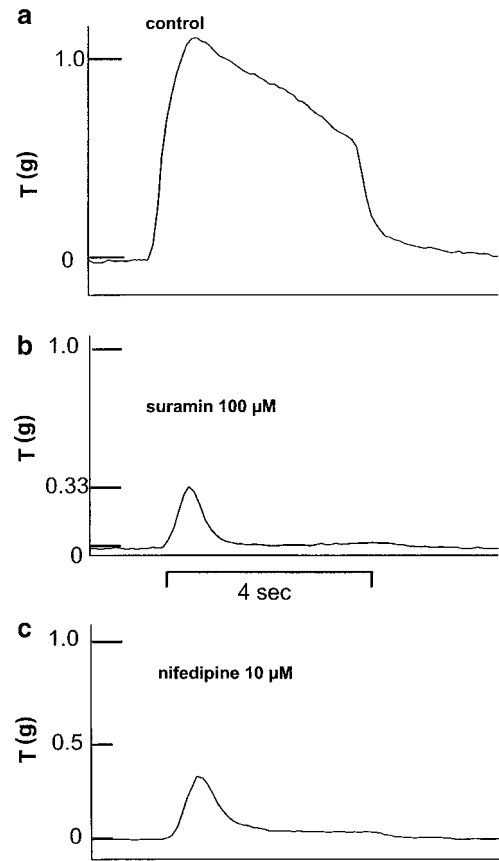 a
control
1.0
T (g)
0
b
1.0
suramin 100 µM
T (g)
0.33
0
4 sec
c
1.0
nifedipine 10 µM
T (g)
0.5
0